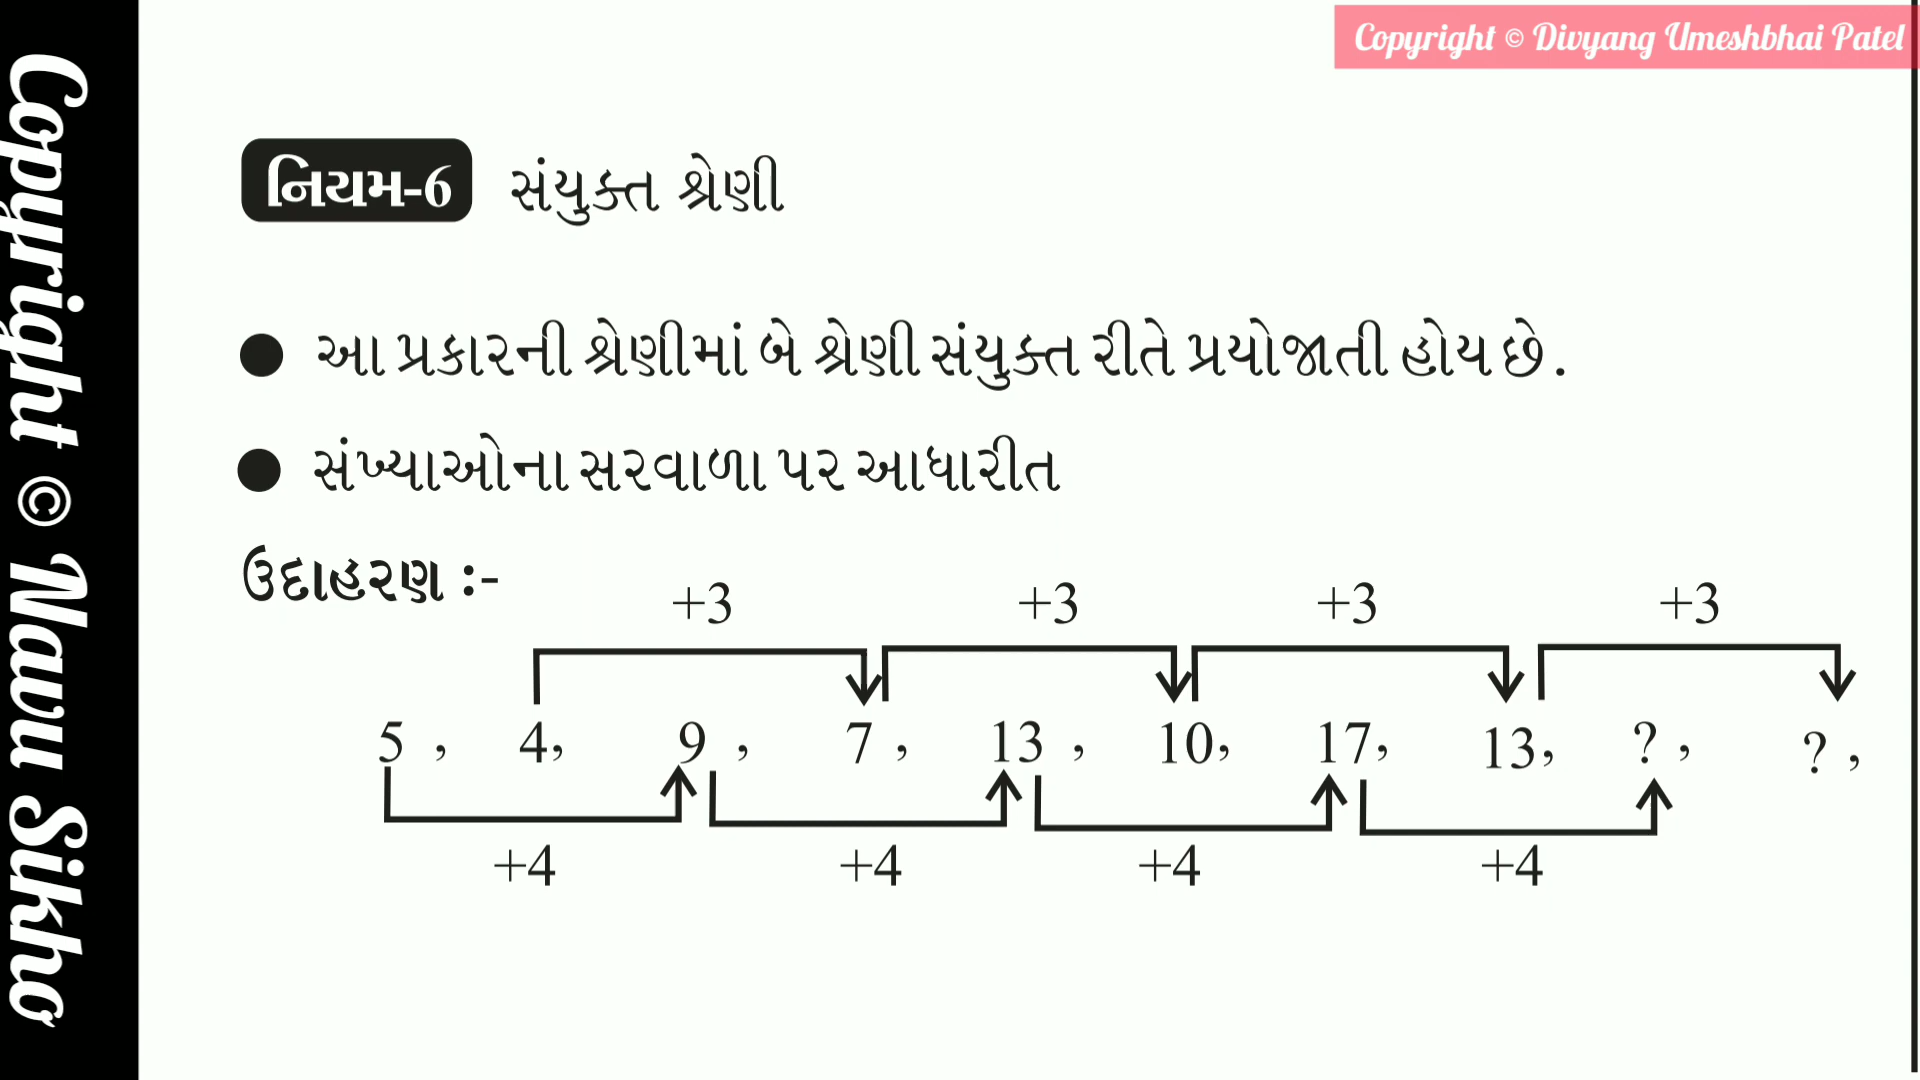 Copyright © Divyang Umeshbhai Patel
Copyright © Navu Sikho
નિયમ-6 સંયુક્ત શ્રેણી
● આ પ્રકારની શ્રેણીમાં બે શ્રેણી સંયુક્ત રીતે પ્રયોજાતી હોય છે.
● સંખ્યાઓના સરવાળા પર આધારીત
ઉદાહરણ :-
+3 +3 +3 +3
5 , 4, 9 , 7 , 13 , 10, 17, 13, ? , ? ,
+4 +4 +4 +4